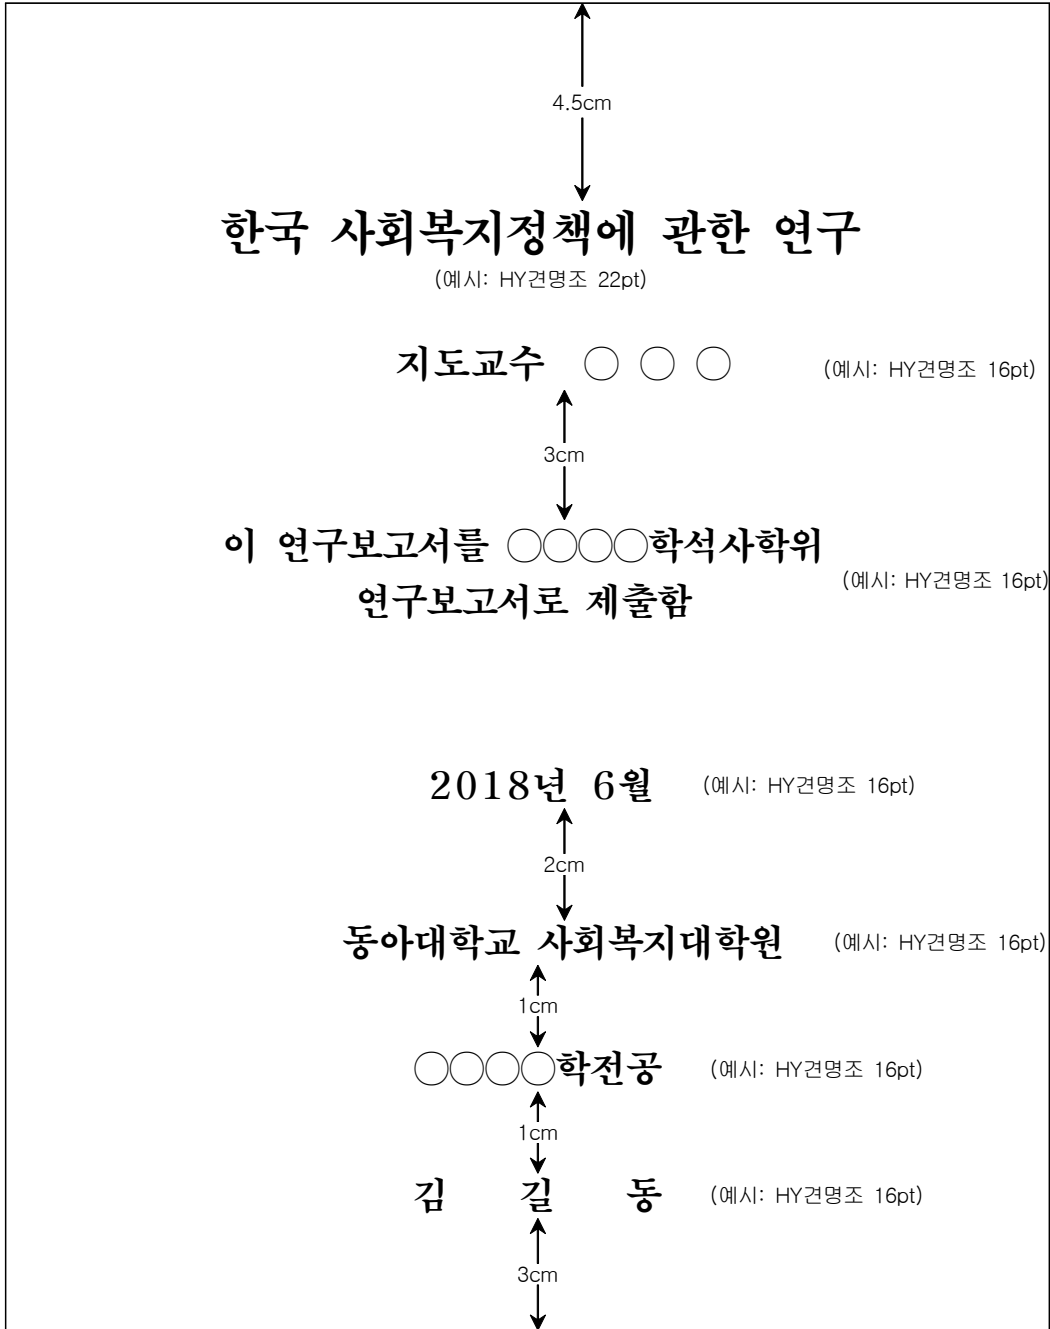 4.5cm
한국 사회복지정책에 관한 연구
(예시: HY견명조 22pt)
지도교수 ○ ○ ○ (예시: HY견명조 16pt)
3cm
이 연구보고서를 ○○○○학석사학위
연구보고서로 제출함
(예시: HY견명조 16pt)
2018년 6월 (예시: HY견명조 16pt)
2cm
동아대학교 사회복지대학원 (예시: HY견명조 16pt)
1cm
○○○○학전공 (예시: HY견명조 16pt)
1cm
김 길 동 (예시: HY견명조 16pt)
3cm